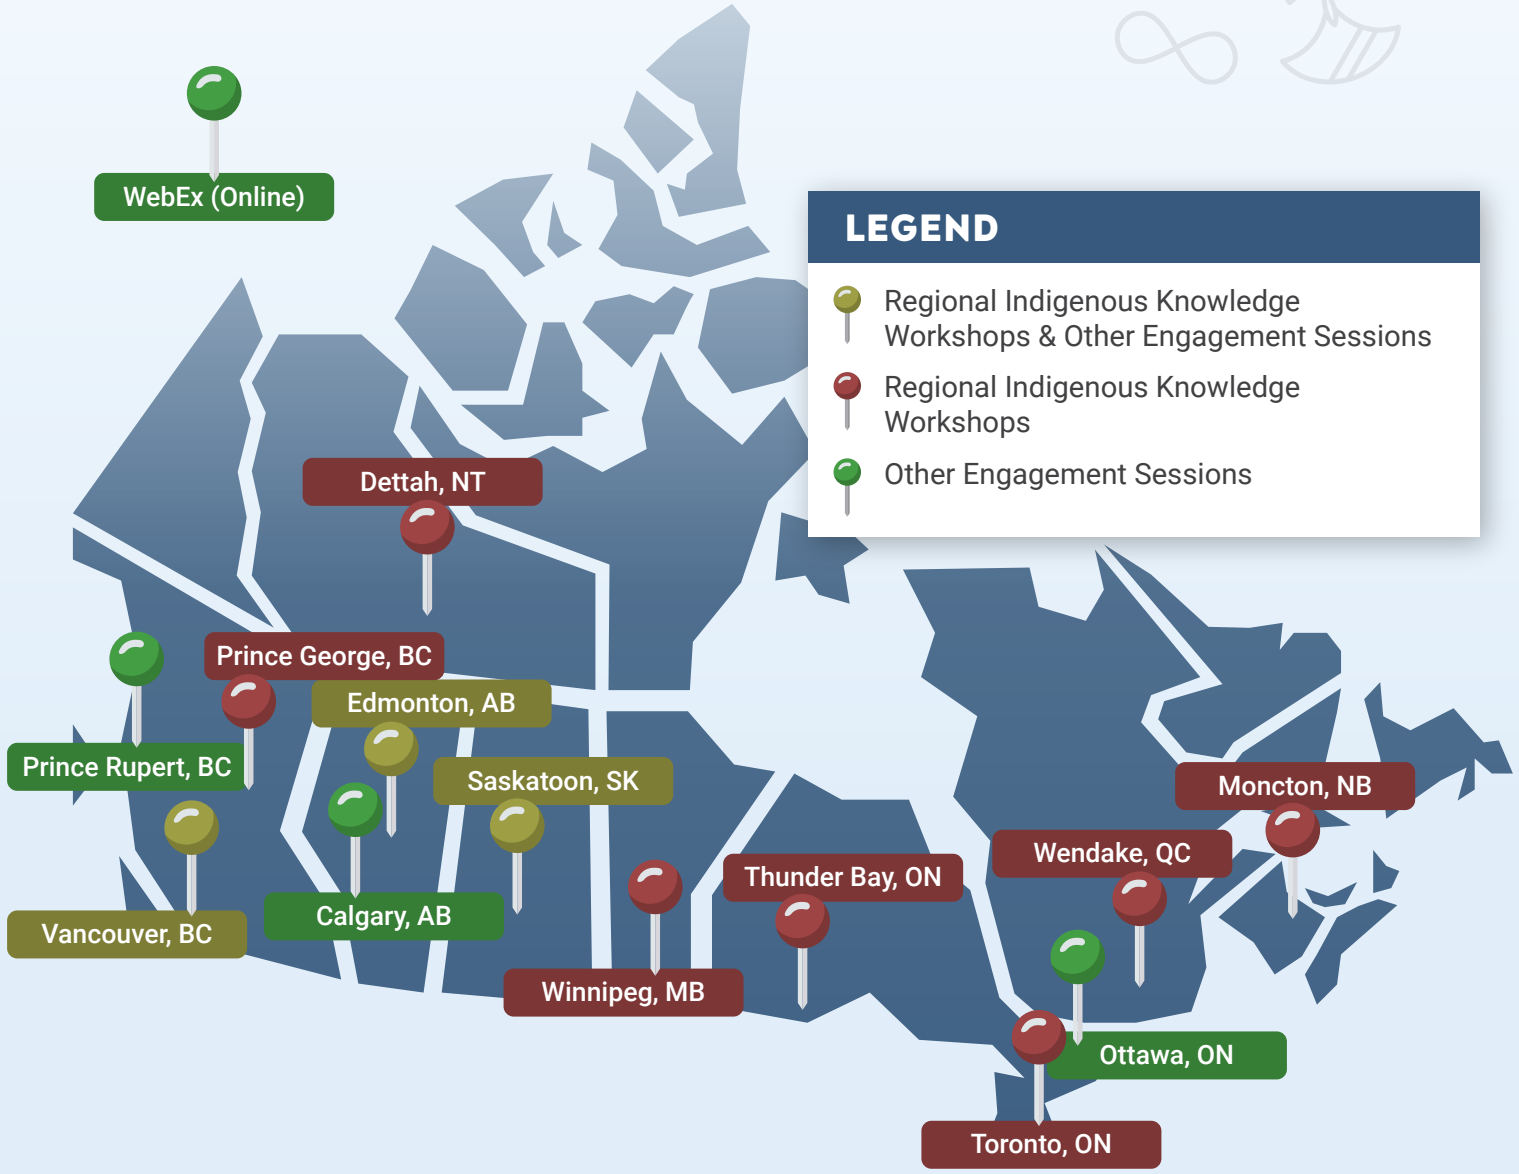 WebEx (Online)
LEGEND
Regional Indigenous Knowledge
Workshops & Other Engagement Sessions
Regional Indigenous Knowledge
Workshops
Other Engagement Sessions
Dettah, NT
Prince George, BC
Edmonton, AB
Prince Rupert, BC
Saskatoon, SK
Moncton, NB
Wendake, QC
Thunder Bay, ON
Calgary, AB
Vancouver, BC
Winnipeg, MB
Ottawa, ON
Toronto, ON